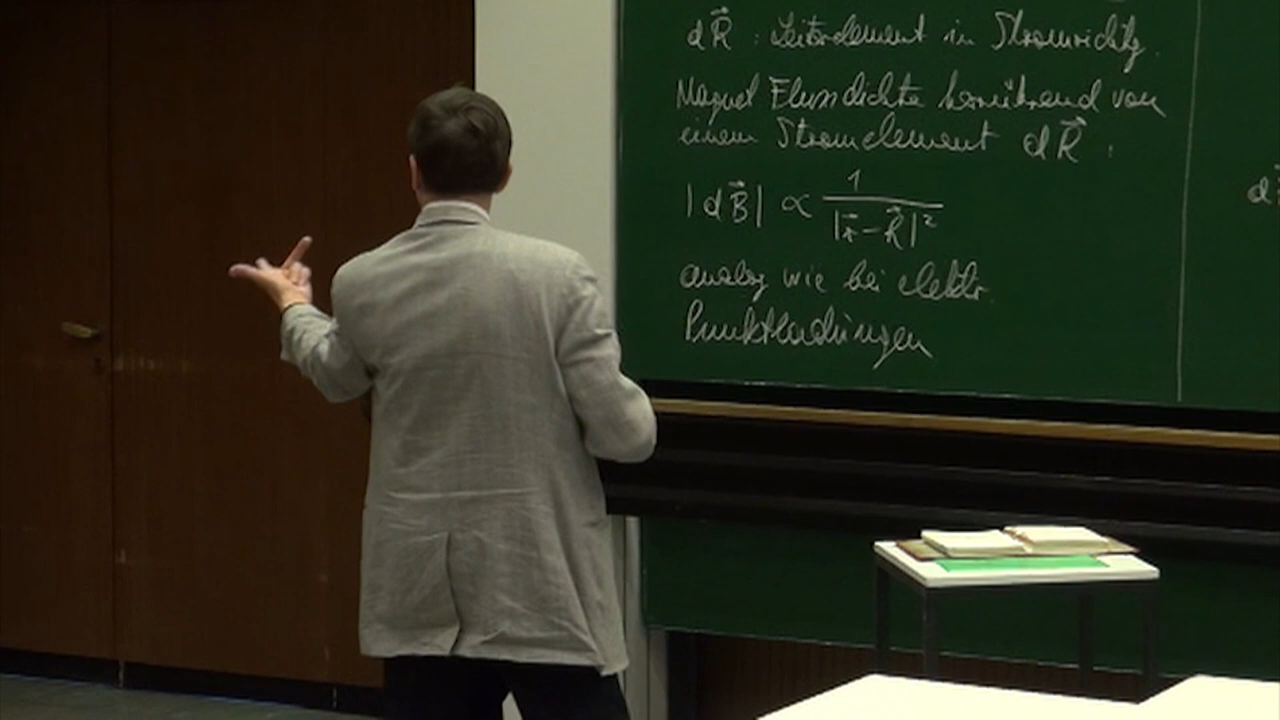 dR⃗ : Leiterelement in Stromrichtg.
Magnet Flussdichte herrührend von
einem Stromelement dR⃗ :
|dB⃗| ∝ 1/|r⃗-R⃗|²
analog wie bei elektr.
Punktladungen
d